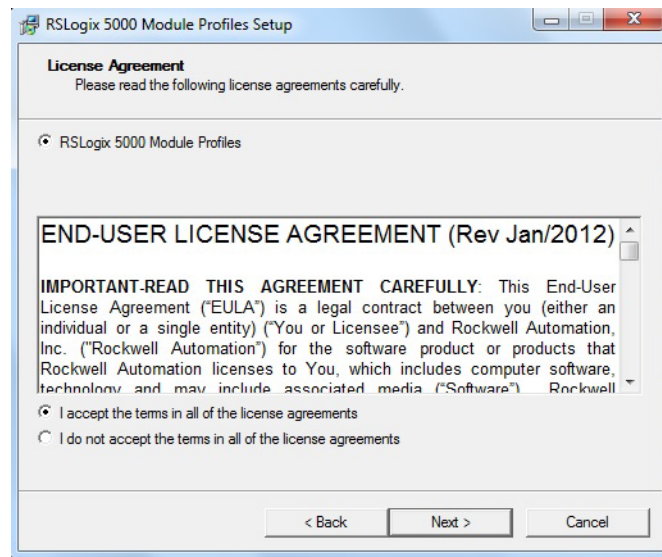 RSLogix 5000 Module Profiles Setup
License Agreement
Please read the following license agreements carefully.
RSLogix 5000 Module Profiles
END-USER LICENSE AGREEMENT (Rev Jan/2012)
IMPORTANT-READ THIS AGREEMENT CAREFULLY: This End-User
License Agreement ("EULA") is a legal contract between you (either an
individual or a single entity) ("You or Licensee") and Rockwell Automation,
Inc. ("Rockwell Automation") for the software product or products that
Rockwell Automation licenses to You, which includes computer software,
technology and may include associated media ("Software"). Rockwell
I accept the terms in all of the license agreements
I do not accept the terms in all of the license agreements
< Back
Next >
Cancel